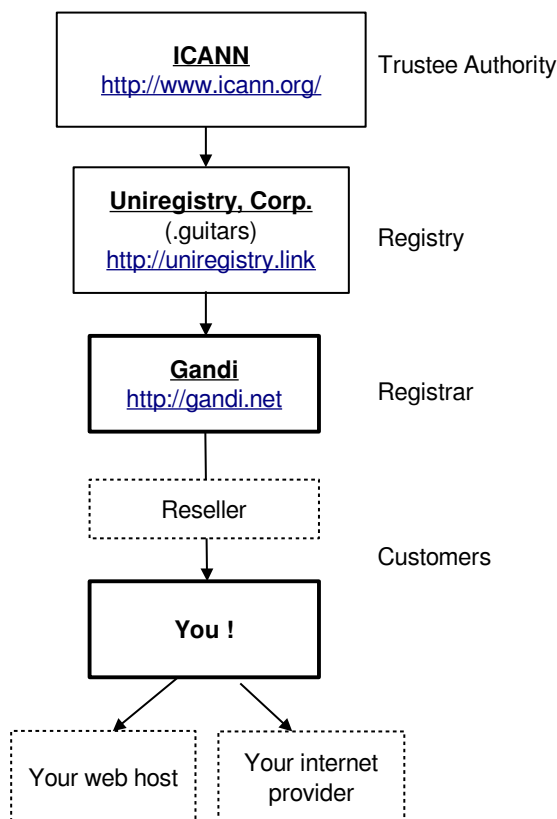 ICANN
http://www.icann.org/
Trustee Authority
Uniregistry, Corp.
(.guitars)
http://uniregistry.link
Registry
Gandi
http://gandi.net
Registrar
Reseller
Customers
You !
Your web host
Your internet
provider